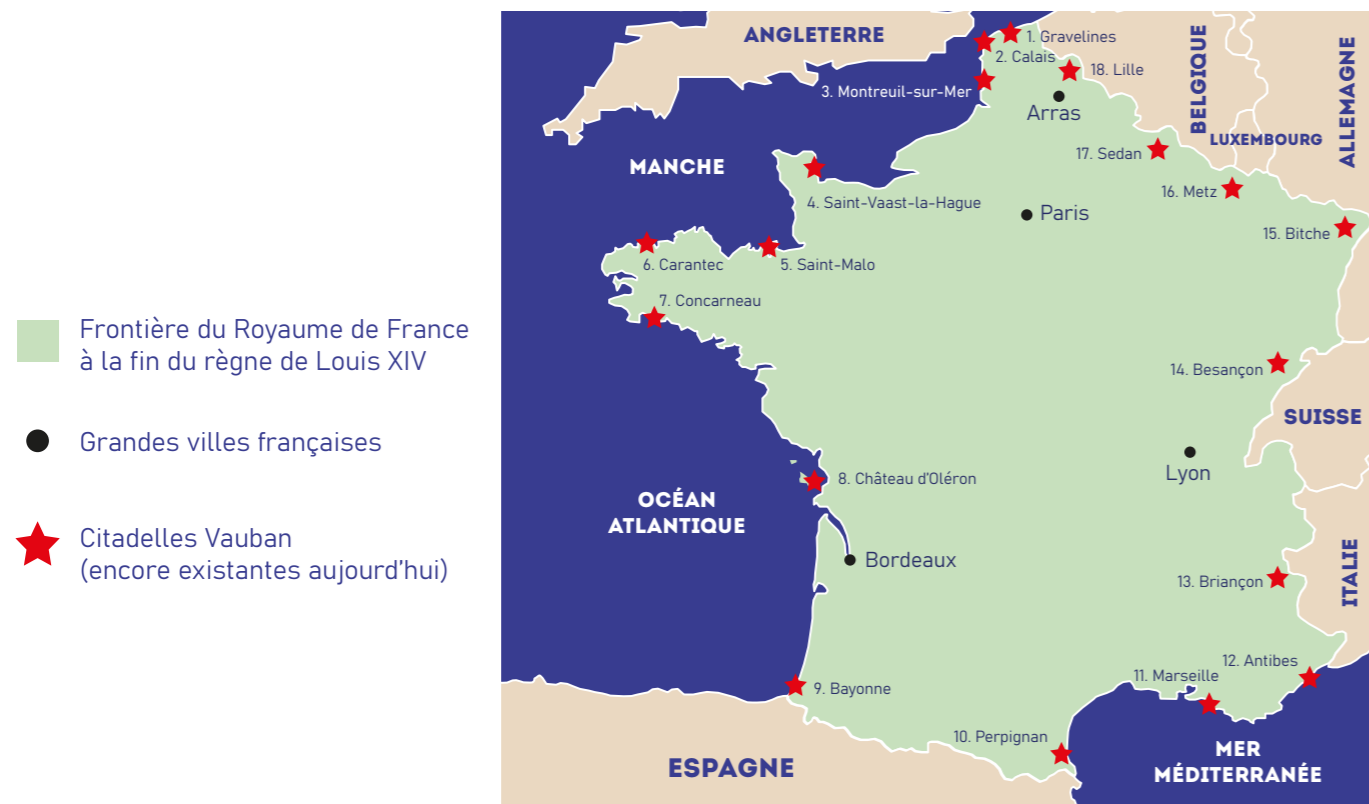 Frontière du Royaume de France
à la fin du règne de Louis XIV
Grandes villes françaises
Citadelles Vauban
(encore existantes aujourd'hui)
ANGLETERRE
1. Gravelines
2. Calais
18. Lille
3. Montreuil-sur-Mer
Arras
BELGIQUE
ALLEMAGNE
LUXEMBOURG
MANCHE
17. Sedan
16. Metz
4. Saint-Vaast-la-Hague
Paris
15. Bitche
6. Carantec
5. Saint-Malo
7. Concarneau
14. Besançon
SUISSE
Lyon
8. Château d'Oléron
OCÉAN
ATLANTIQUE
Bordeaux
13. Briançon
ITALIE
12. Antibes
11. Marseille
9. Bayonne
10. Perpignan
ESPAGNE
MER
MÉDITERRANÉE